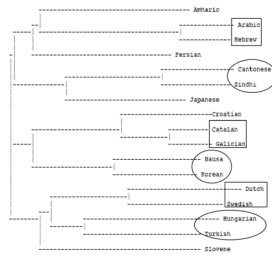 Amharic
Arabic
Hebrew
Persian
Cantonese
Sindhi
Japanese
Croatian
Catalan
Galician
Hausa
Korean
Dutch
Swedish
Hungarian
Turkish
Slovene